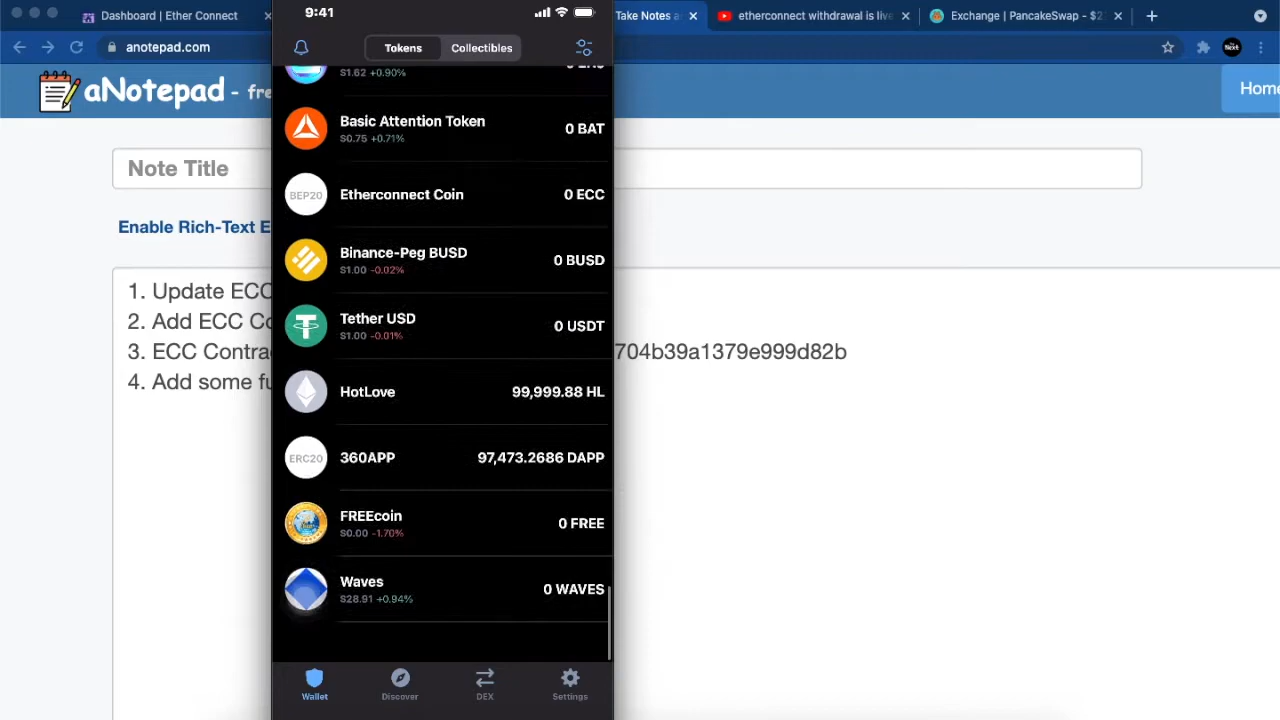 Dashboard | Ether Connect
Take Notes a
etherconnect withdrawal is live
Exchange | PancakeSwap - $2
anotepad.com
Next
aNotepad - fre
Home
Note Title
Enable Rich-Text E
1. Update ECC
2. Add ECC Co
3. ECC Contra
704b39a1379e999d82b
4. Add some fu
9:41
Tokens
Collectibles
$1.62 +0.90%
Basic Attention Token
$0.75 +0.71%
0 BAT
BEP20
Etherconnect Coin
0 ECC
Binance-Peg BUSD
$1.00 -0.02%
0 BUSD
Tether USD
$1.00 -0.01%
0 USDT
HotLove
99,999.88 HL
ERC20
360APP
97,473.2686 DAPP
FREEcoin
$0.00 -1.70%
0 FREE
Waves
$28.91 +0.94%
0 WAVES
Wallet
Discover
DEX
Settings